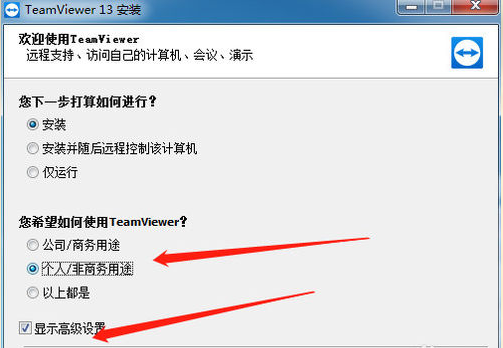 TeamViewer 13 安装
欢迎使用TeamViewer
远程支持、访问自己的计算机、会议、演示
您下一步打算如何进行?
安装
安装并随后远程控制该计算机
仅运行
您希望如何使用TeamViewer?
公司/商务用途
个人/非商务用途
以上都是
显示高级设置